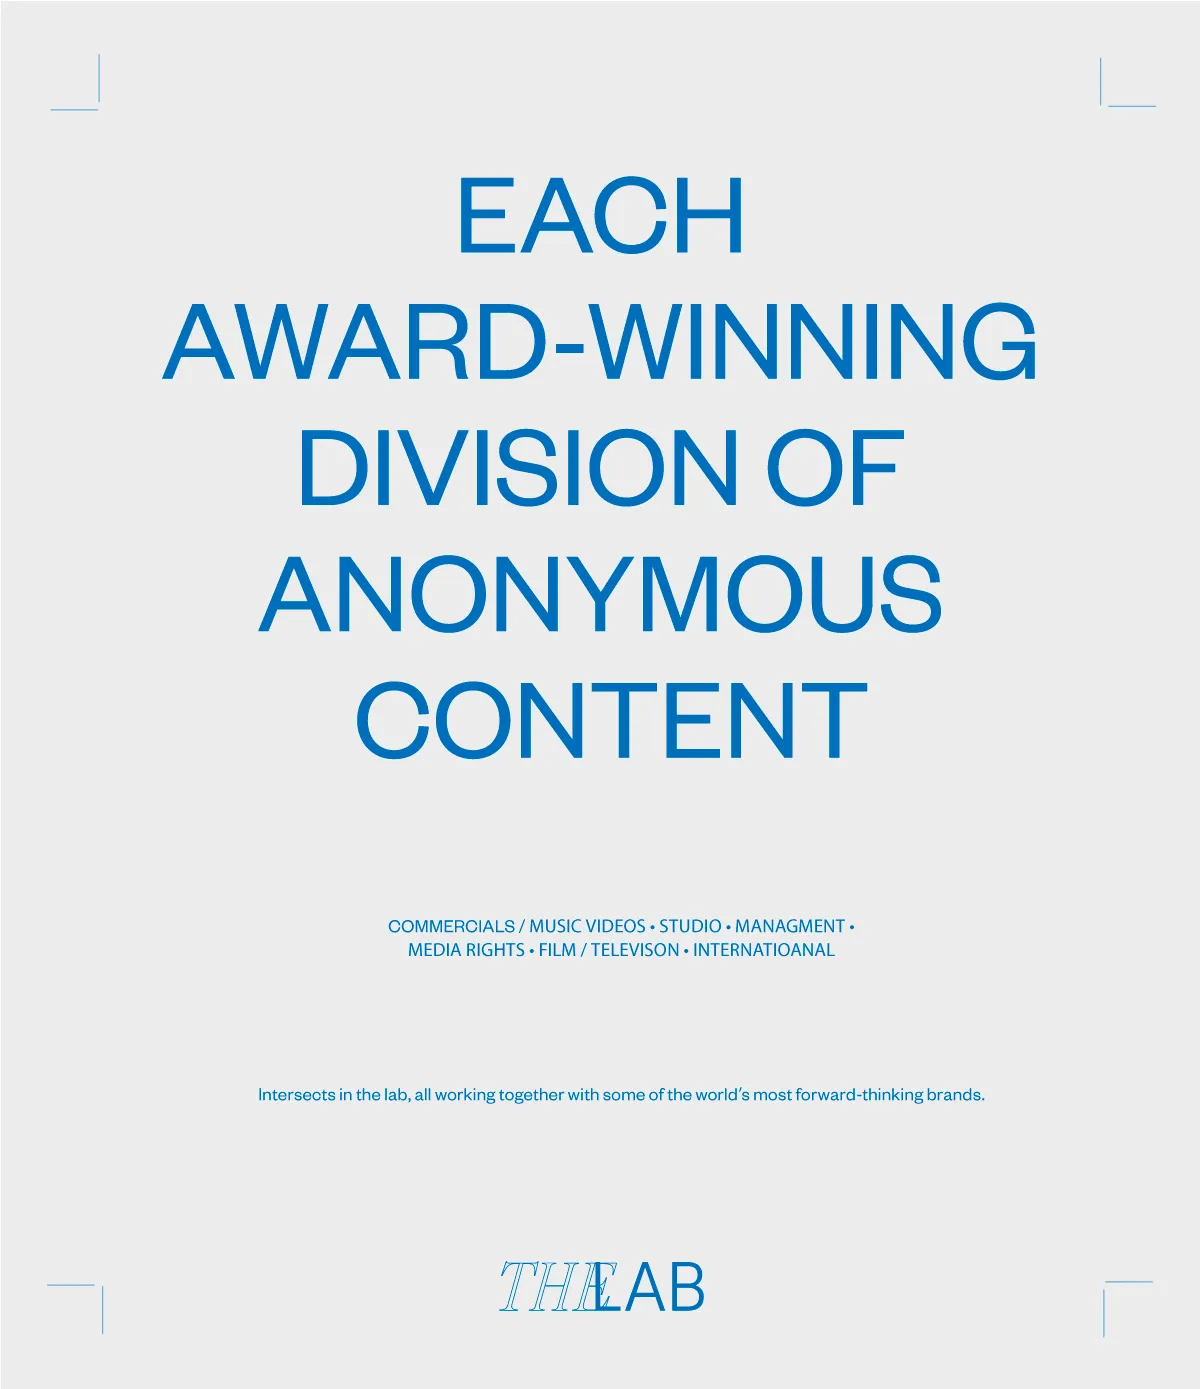 EACH
AWARD-WINNING
DIVISION OF
ANONYMOUS
CONTENT
COMMERCIALS / MUSIC VIDEOS • STUDIO • MANAGMENT •
MEDIA RIGHTS • FILM / TELEVISON • INTERNATIOANAL
Intersects in the lab, all working together with some of the world's most forward-thinking brands.
THE LAB